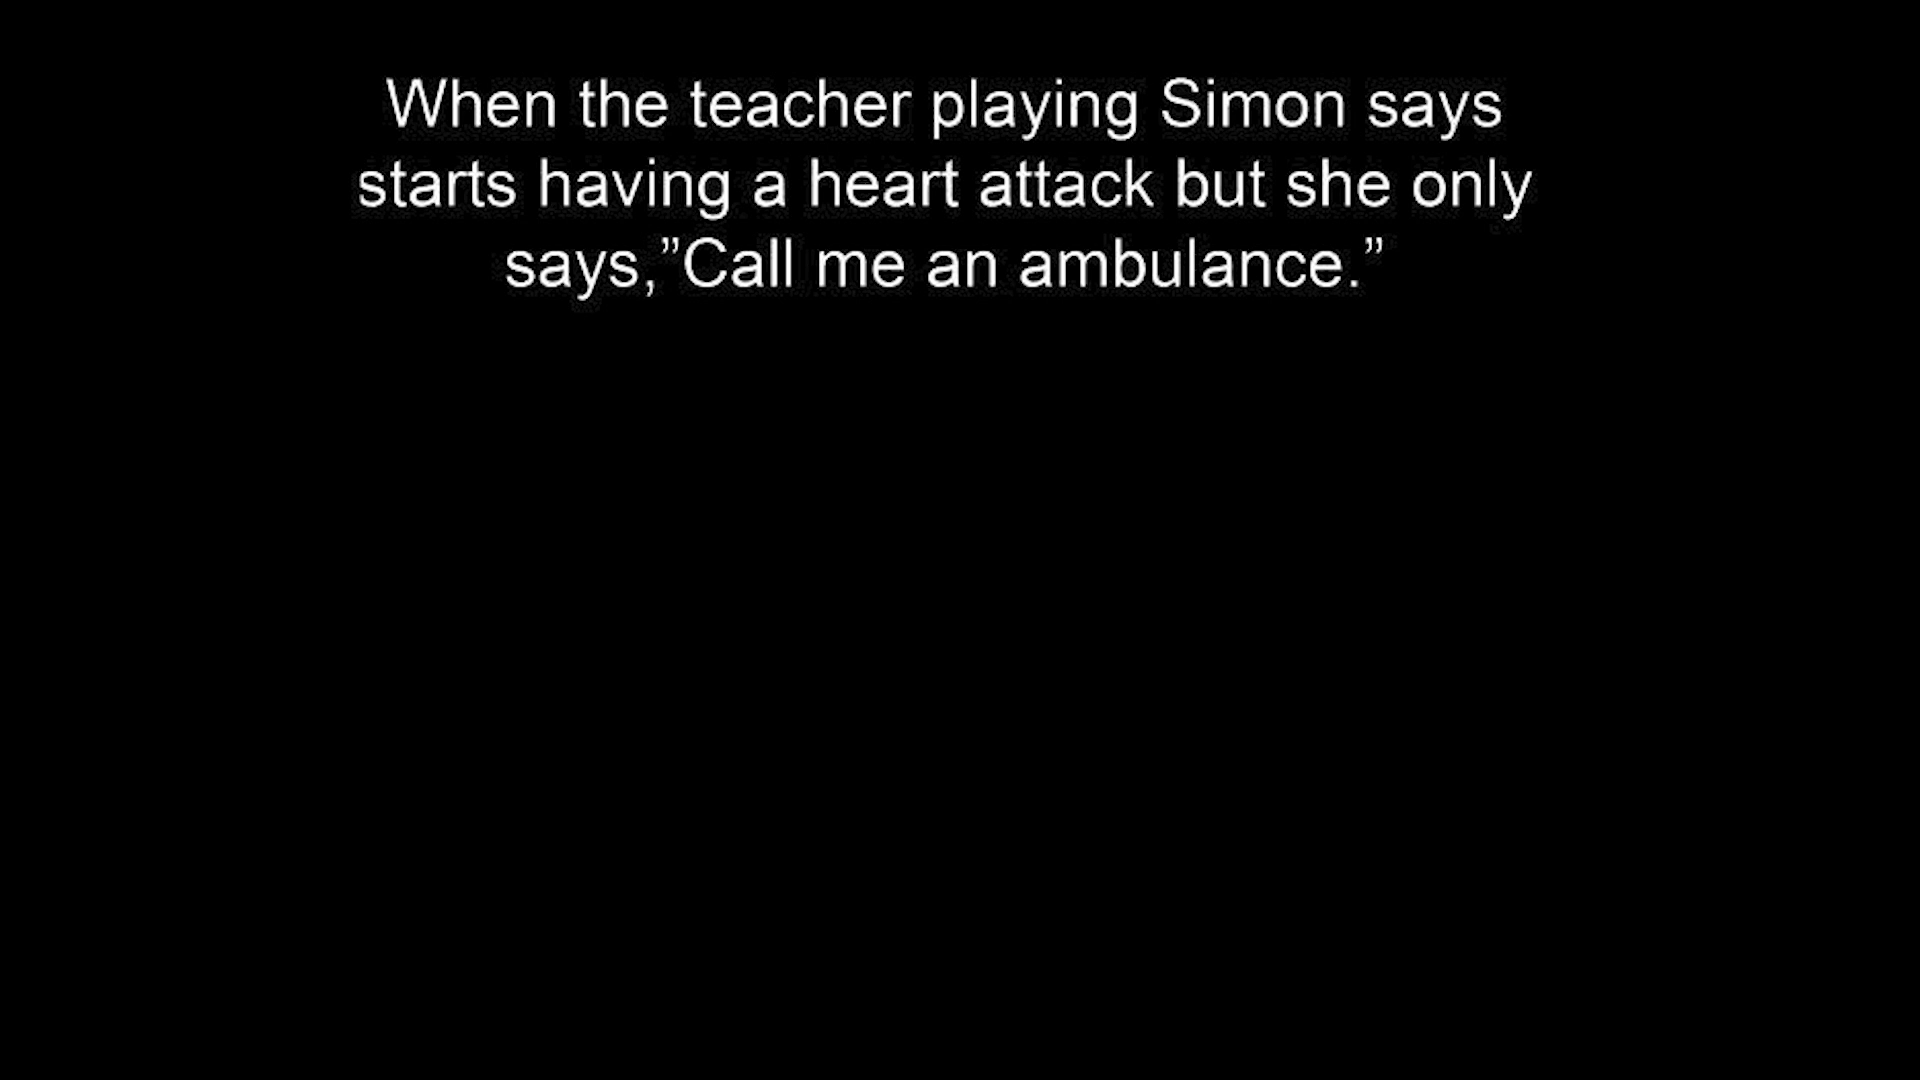 When the teacher playing Simon says
starts having a heart attack but she only
says,”Call me an ambulance.”